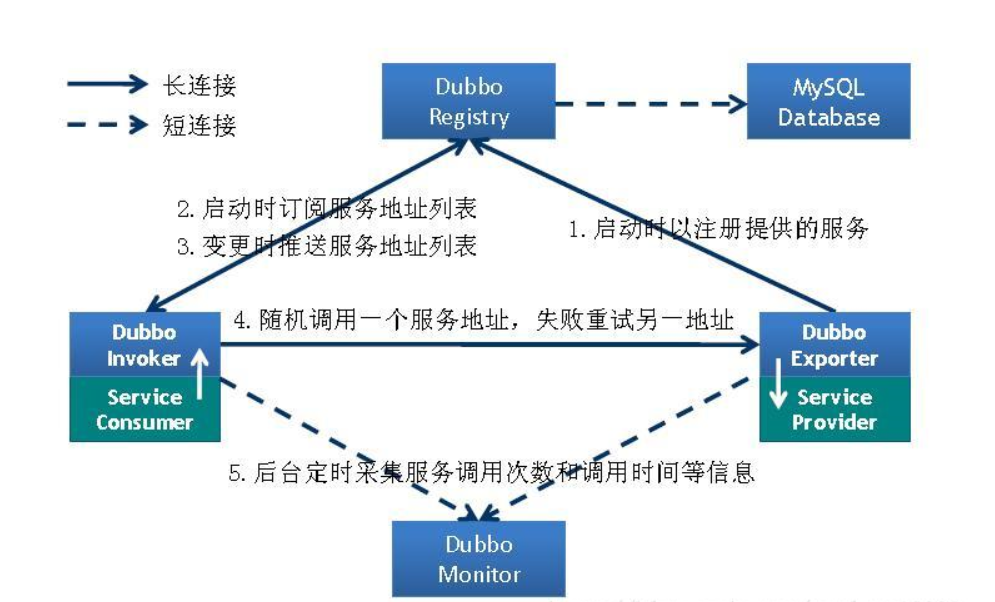 长连接
短连接
Dubbo
Registry
MySQL
Database
2.启动时订阅服务地址列表
3.变更时推送服务地址列表
1.启动时以注册提供的服务
4.随机调用一个服务地址，失败重试另一地址
Dubbo
Invoker
Service
Consumer
Dubbo
Exporter
Service
Provider
5.后台定时采集服务调用次数和调用时间等信息
Dubbo
Monitor